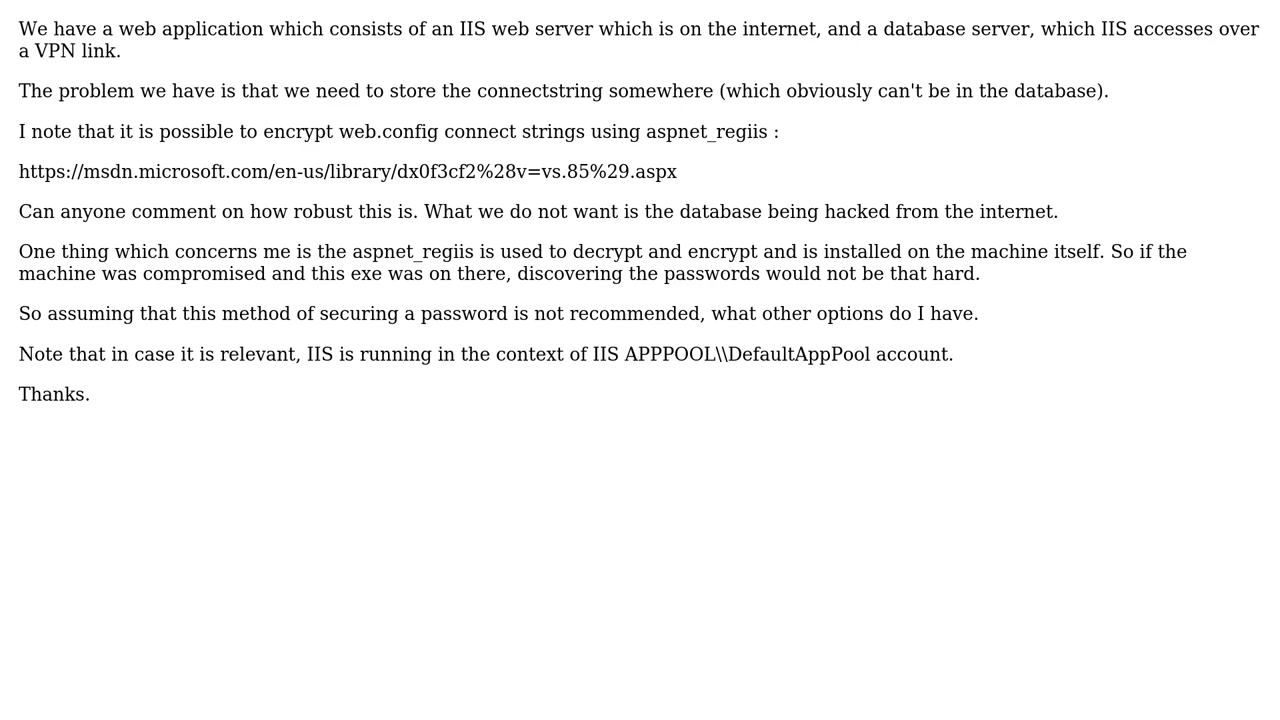 We have a web application which consists of an IIS web server which is on the internet, and a database server, which IIS accesses over
a VPN link.
The problem we have is that we need to store the connectstring somewhere (which obviously can't be in the database).
I note that it is possible to encrypt web.config connect strings using aspnet_regiis :
https://msdn.microsoft.com/en-us/library/dx0f3cf2%28v=vs.85%29.aspx
Can anyone comment on how robust this is. What we do not want is the database being hacked from the internet.
One thing which concerns me is the aspnet_regiis is used to decrypt and encrypt and is installed on the machine itself. So if the
machine was compromised and this exe was on there, discovering the passwords would not be that hard.
So assuming that this method of securing a password is not recommended, what other options do I have.
Note that in case it is relevant, IIS is running in the context of IIS APPPOOL\\DefaultAppPool account.
Thanks.